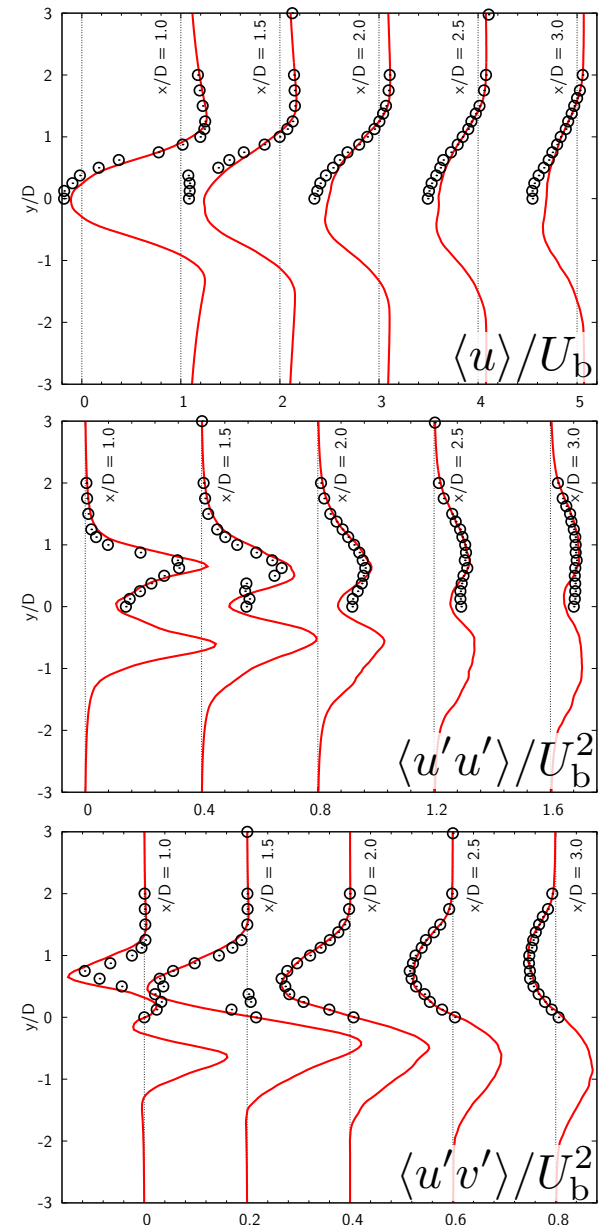 3
2
1
0
-1
-2
-3
y/D
x/D = 1.0
x/D = 1.5
x/D = 2.0
x/D = 2.5
x/D = 3.0
⟨u⟩/U_b
0 1 2 3 4 5
3
2
1
0
-1
-2
-3
y/D
x/D = 1.0
x/D = 1.5
x/D = 2.0
x/D = 2.5
x/D = 3.0
⟨u′u′⟩/U_b^2
0 0.4 0.8 1.2 1.6
3
2
1
0
-1
-2
-3
y/D
x/D = 1.0
x/D = 1.5
x/D = 2.0
x/D = 2.5
x/D = 3.0
⟨u′v′⟩/U_b^2
0 0.2 0.4 0.6 0.8